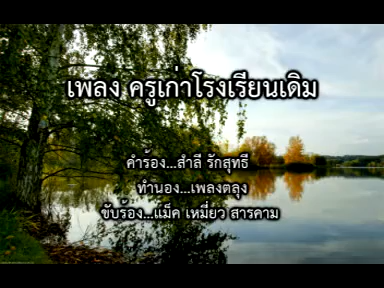 เพลง ครูเก่าโรงเรียนเดิม
คำร้อง...สำลี รักสุทธี
ทำนอง...เพลงตลุง
ขับร้อง...แม็ค เหมี่ยว สารคาม